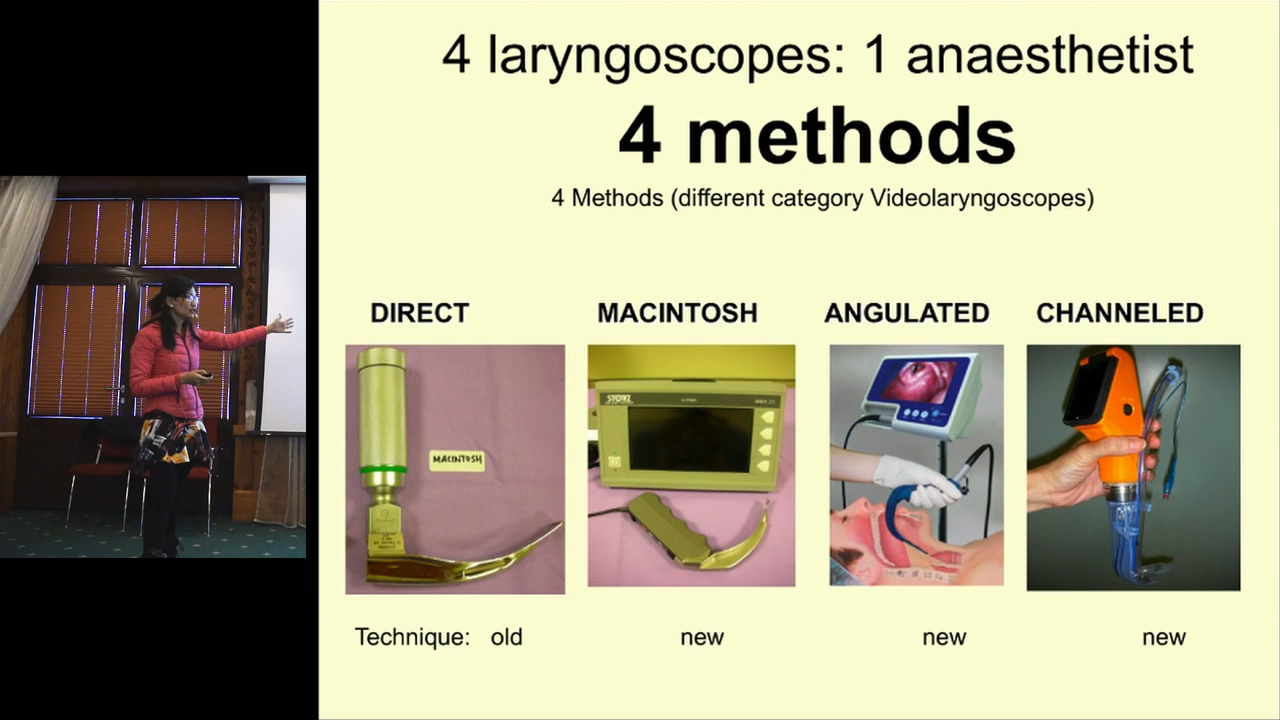 4 laryngoscopes: 1 anaesthetist
4 methods
4 Methods (different category Videolaryngoscopes)
DIRECT MACINTOSH ANGULATED CHANNELED
MACINTOSH
STORZ
Technique: old new new new